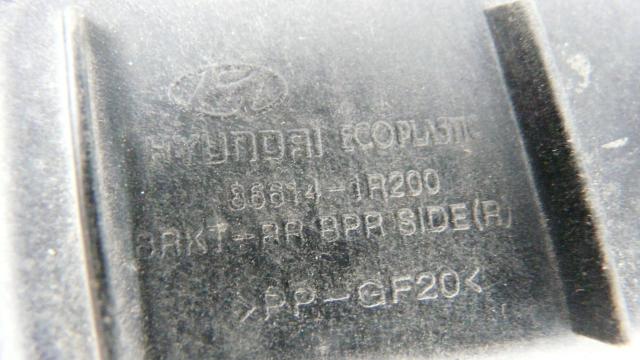 HYUNDAI ECOPLASTIC
86614-1R200
BRKT-RR BPR SIDE(R)
>PP-GF20<